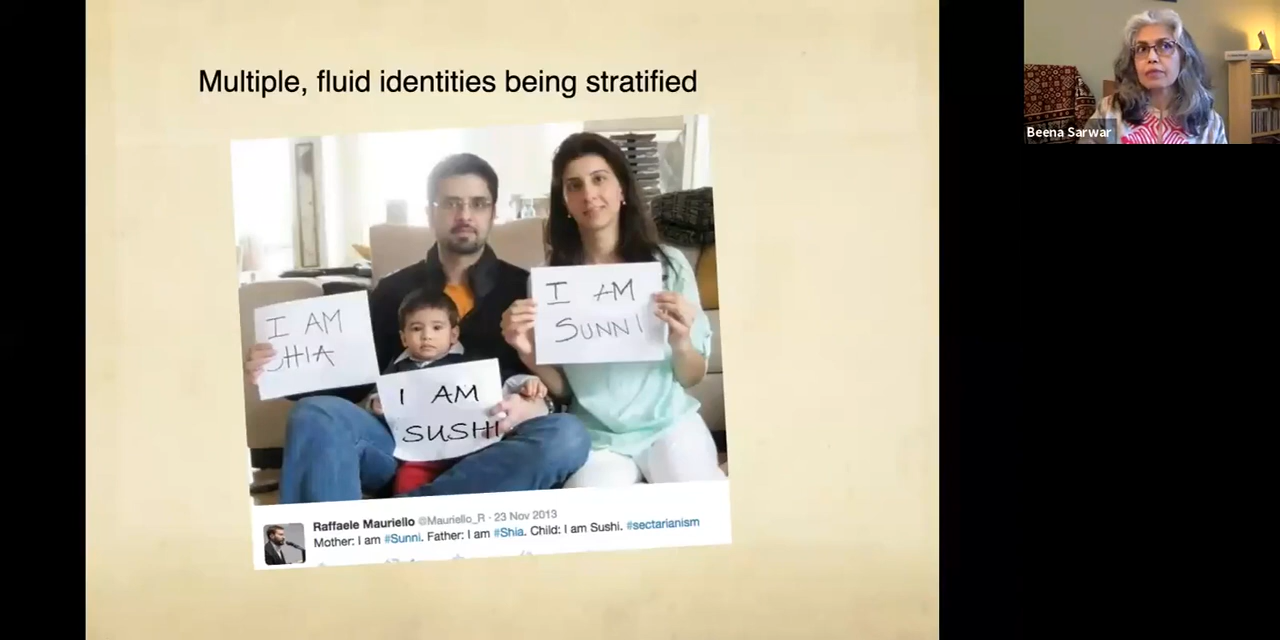 Multiple, fluid identities being stratified
Beena Sarwar
I AM
SHIA
I AM
SUNNI
I AM
SUSHI
Raffaele Mauriello @Mauriello_R · 23 Nov 2013
Mother: I am #Sunni. Father: I am #Shia. Child: I am Sushi. #sectarianism